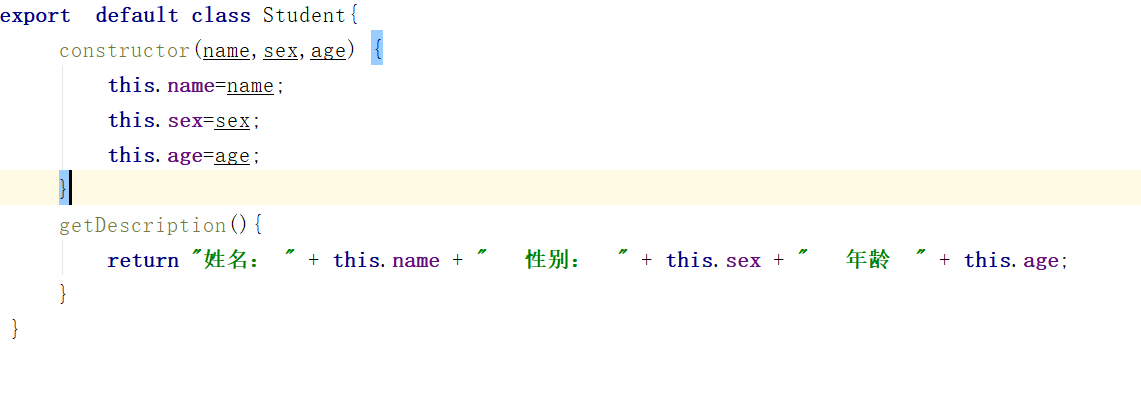 export  default class Student{
    constructor(name,sex,age) {
        this.name=name;
        this.sex=sex;
        this.age=age;
    }
    getDescription(){
        return "姓名： " + this.name + "   性别：  " + this.sex + "   年龄  " + this.age;
    }
}